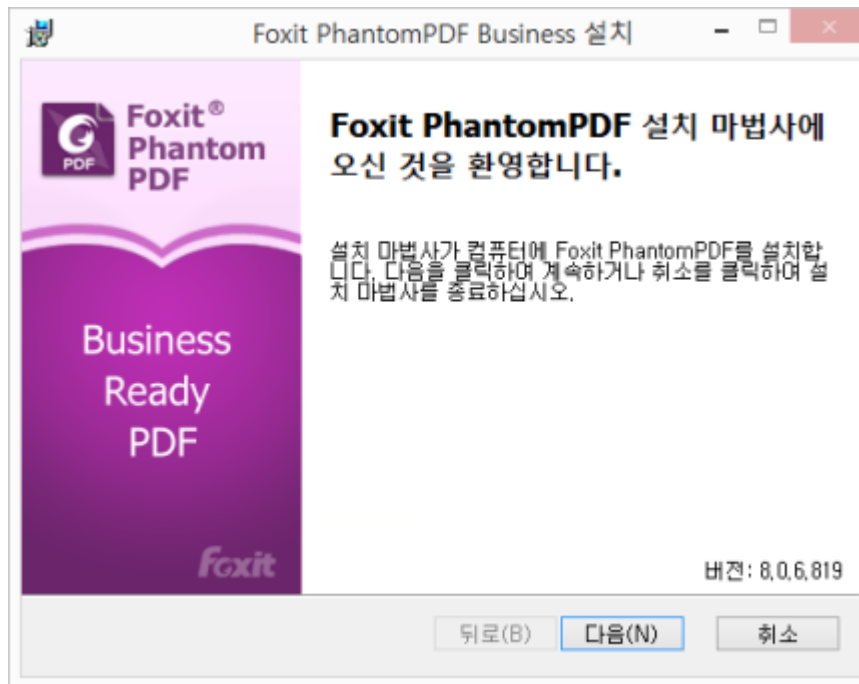 Foxit PhantomPDF Business 설치
Foxit®
Phantom
PDF
PDF
Business
Ready
PDF
Foxit
Foxit PhantomPDF 설치 마법사에
오신 것을 환영합니다.
설치 마법사가 컴퓨터에 Foxit PhantomPDF를 설치합
니다. 다음을 클릭하여 계속하거나 취소를 클릭하여 설
치 마법사를 종료하십시오.
버전: 8.0.6.819
뒤로(B)
다음(N)
취소